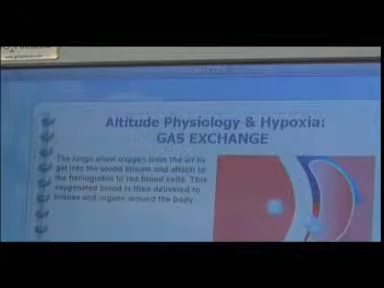 Altitude Physiology & Hypoxia:
GAS EXCHANGE
The lungs allow oxygen from the air to
get into the blood stream and attach to
the hemoglobin in red blood cells. This
oxygenated blood is then delivered to
tissues and organs around the body.